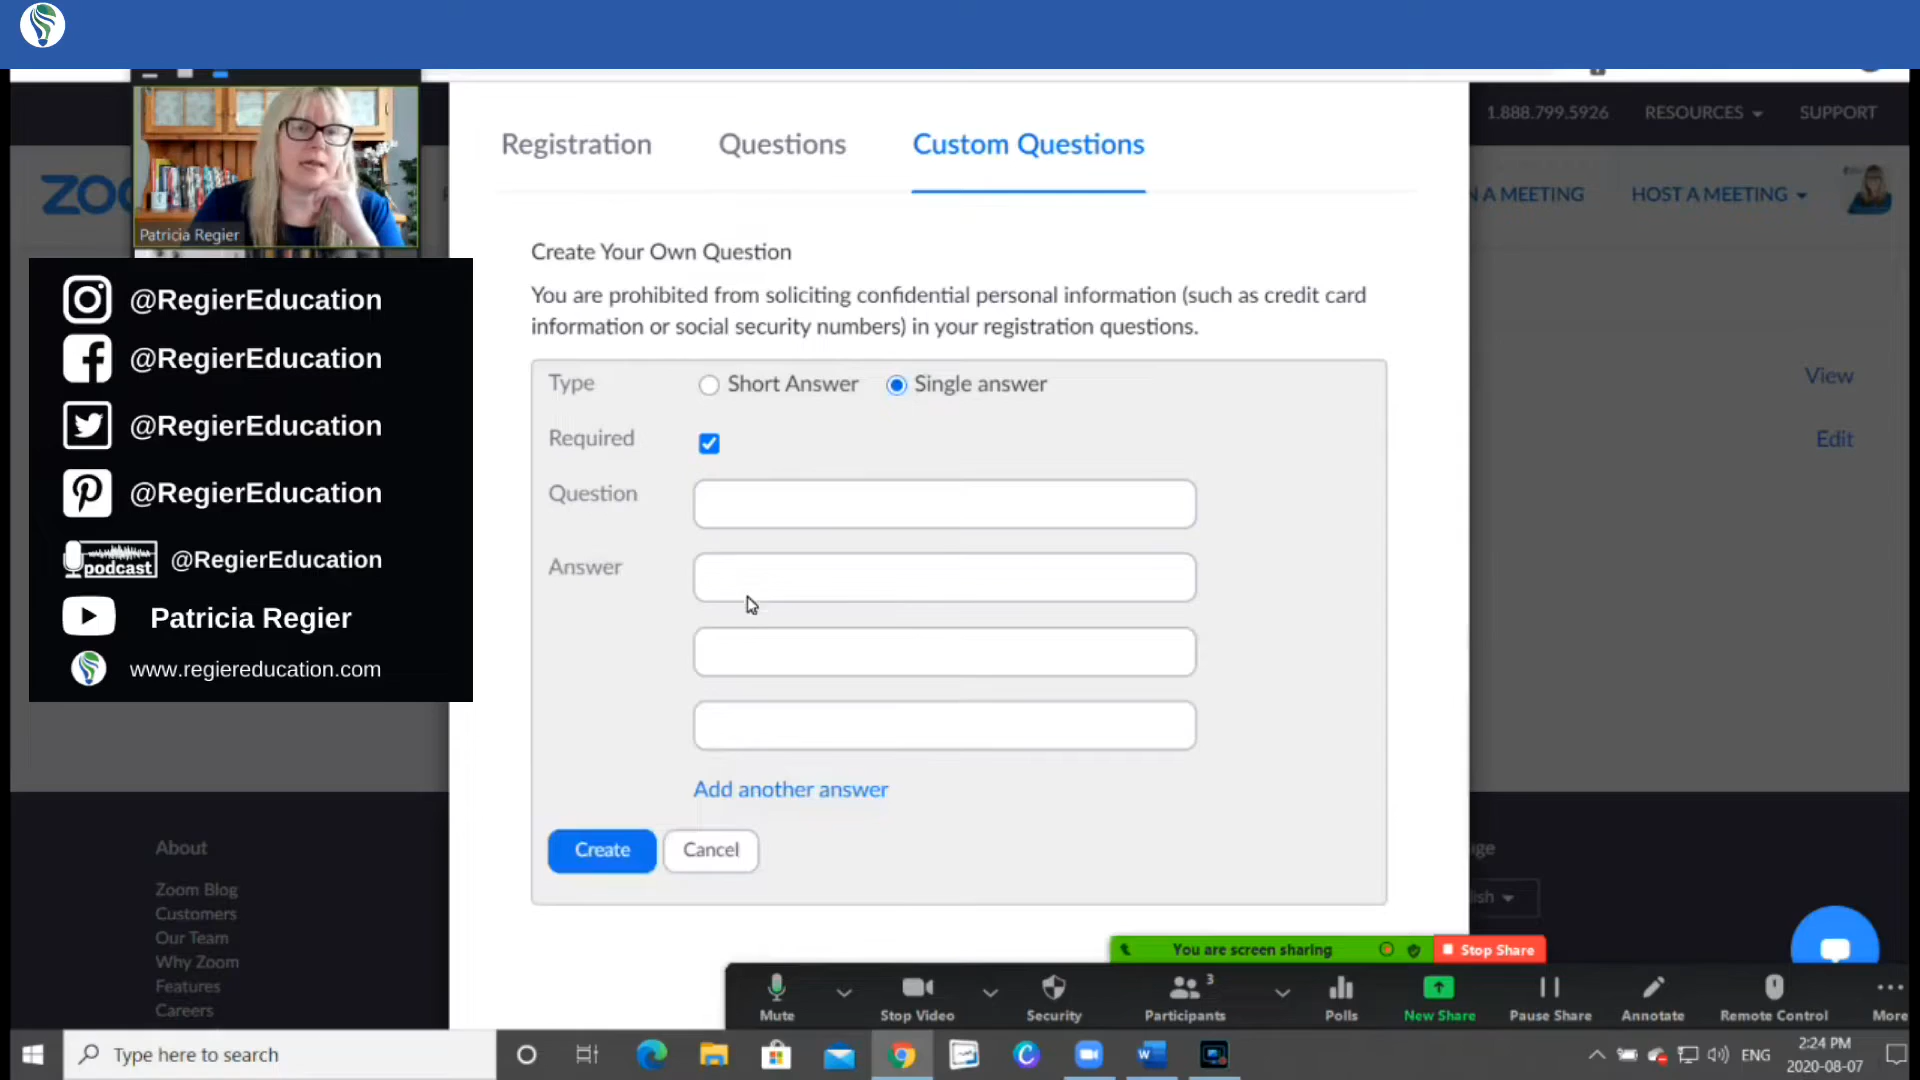 1.888.799.5926
RESOURCES
SUPPORT
Registration
Questions
Custom Questions
N A MEETING
HOST A MEETING
Patricia Regier
Create Your Own Question
You are prohibited from soliciting confidential personal information (such as credit card
information or social security numbers) in your registration questions.
@RegierEducation
@RegierEducation
@RegierEducation
@RegierEducation
podcast
@RegierEducation
Patricia Regier
www.regiereducation.com
Type
Short Answer
Single answer
Required
Question
Answer
Add another answer
Create
Cancel
View
Edit
About
Zoom Blog
Customers
Our Team
Why Zoom
Features
Careers
You are screen sharing
Stop Share
Mute
Stop Video
Security
Participants
3
Polls
New Share
Pause Share
Annotate
Remote Control
More
Type here to search
ENG
2:24 PM
2020-08-07